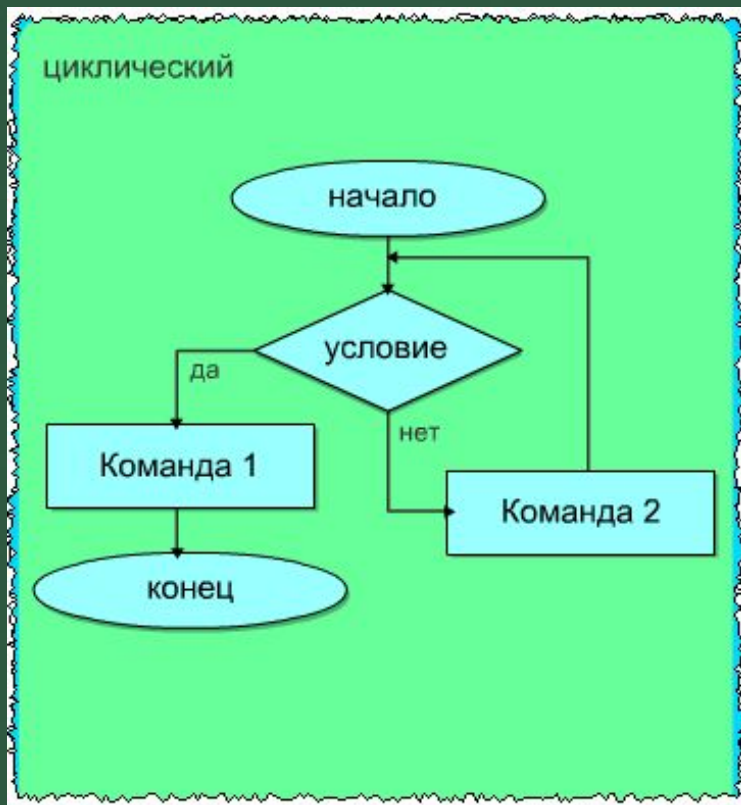 циклический
начало
условие
да
нет
Команда 1
Команда 2
конец